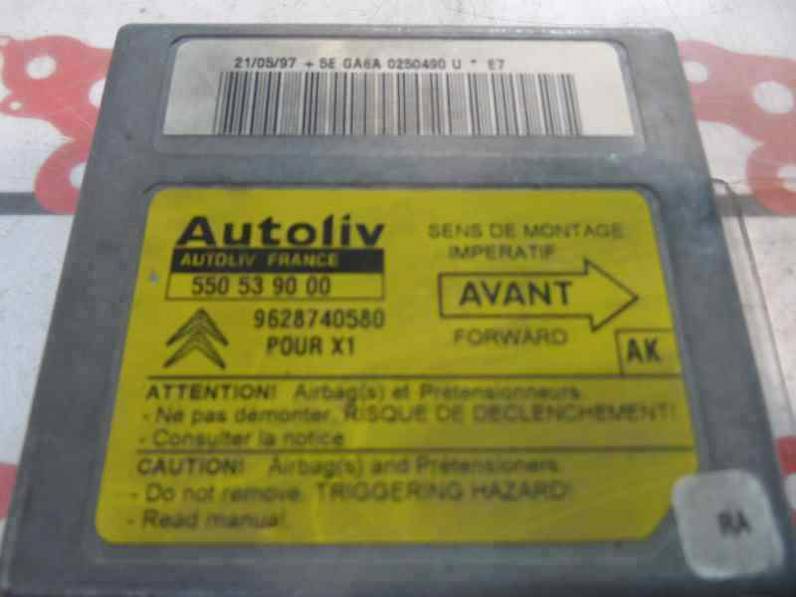 21/05/97 + 5E GA6A 0250490 U * E7
Autoliv
AUTOLIV FRANCE
550 53 90 00
9628740580
POUR X1
SENS DE MONTAGE
IMPERATIF
AVANT
FORWARD
AK
ATTENTION! Airbag(s) et Prétensionneurs.
- Ne pas démonter. RISQUE DE DECLENCHEMENT!
- Consulter la notice
CAUTION! Airbag(s) and Prétensioners.
- Do not remove. TRIGGERING HAZARD!
- Read manual.
RA